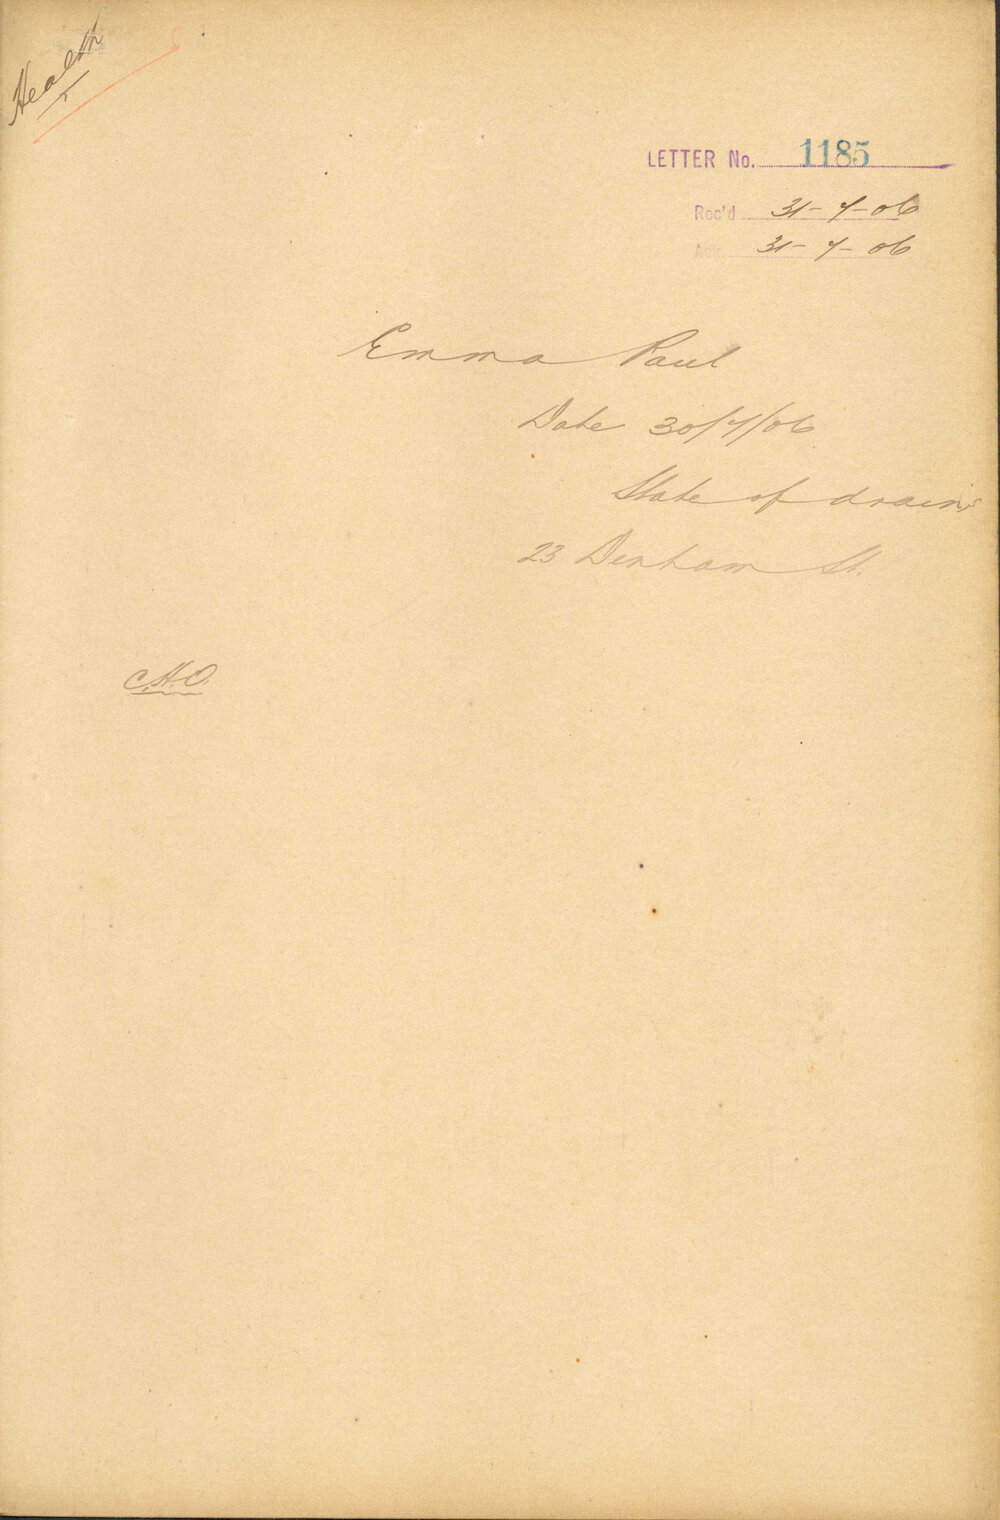 Health
LETTER No. 1185
Rec'd 31-7-06
31-7-06
Emma Paul
Date 30/7/06
State of drains
23 Denham St.
C.H.O.